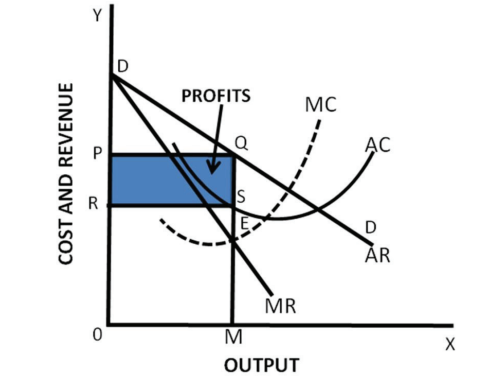 Y
D
PROFITS
MC
Q
AC
P
R
S
E
D
AR
MR
COST AND REVENUE
0
M
X
OUTPUT